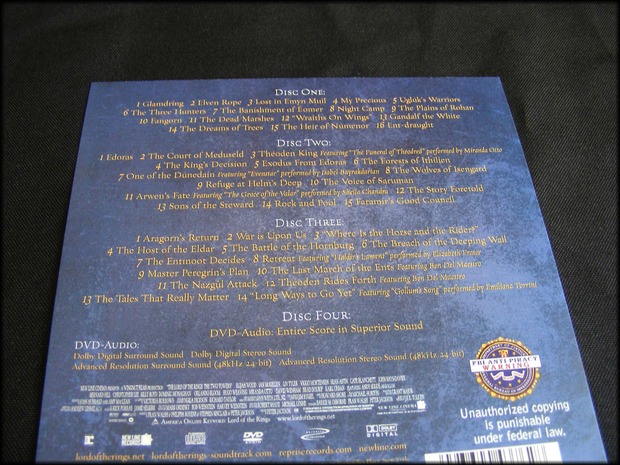 DISC ONE:
1 Glamdring 2 Elven Rope 3 Lost in Emyn Muil 4 My Precious 5 Uglúk's Warriors
6 The Three Hunters 7 The Banishment of Éomer 8 Night Camp 9 The Plains of Rohan
10 Fangorn 11 The Dead Marshes 12 "Wraiths On Wings" 13 Gandalf the White
14 The Dreams of Trees 15 The Heir of Númenor 16 Ent-draught
DISC TWO:
1 Edoras 2 The Court of Meduseld 3 Théoden King Featuring "The Funeral of Théodred" performed by Miranda Otto
4 The King's Decision 5 Exodus From Edoras 6 The Forests of Ithilien
7 One of the Dúnedain Featuring "Evenstar" performed by Isabel Bayrakdarian 8 The Wolves of Isengard
9 Refuge at Helm's Deep 10 The Voice of Saruman
11 Arwen's Fate Featuring "The Grace of the Valar" performed by Sheila Chandra 12 The Story Foretold
13 Sons of the Steward 14 Rock and Pool 15 Faramir's Good Council
DISC THREE:
1 Aragorn's Return 2 War is Upon Us 3 "Where is the Horse and the Rider?"
4 The Host of the Eldar 5 The Battle of the Hornburg 6 The Breach of the Deeping Wall
7 The Entmoot Decides 8 Retreat Featuring "Haldir's Lament" performed by Elizabeth Fraser
9 Master Peregrin's Plan 10 The Last March of the Ents Featuring Ben Del Maestro
11 The Nazgûl Attack 12 Théoden Rides Forth Featuring Ben Del Maestro
13 The Tales That Really Matter 14 "Long Ways to Go Yet" Featuring "Gollum's Song" performed by Emiliana Torrini
DISC FOUR:
DVD-Audio: Entire Score in Superior Sound
DVD-AUDIO:
Dolby Digital Surround Sound Dolby Digital Stereo Sound
Advanced Resolution Surround Sound (48kHz 24-bit) Advanced Resolution Stereo Sound (48kHz 24-bit)
FBI ANTI-PIRACY
WARNING
Unauthorized copying
is punishable
under federal law.
America Online Keyword: Lord of the Rings www.lordoftherings.net
DOLBY
DIGITAL
lordoftherings.net lordoftherings-soundtrack.com repriserecords.com newline.com